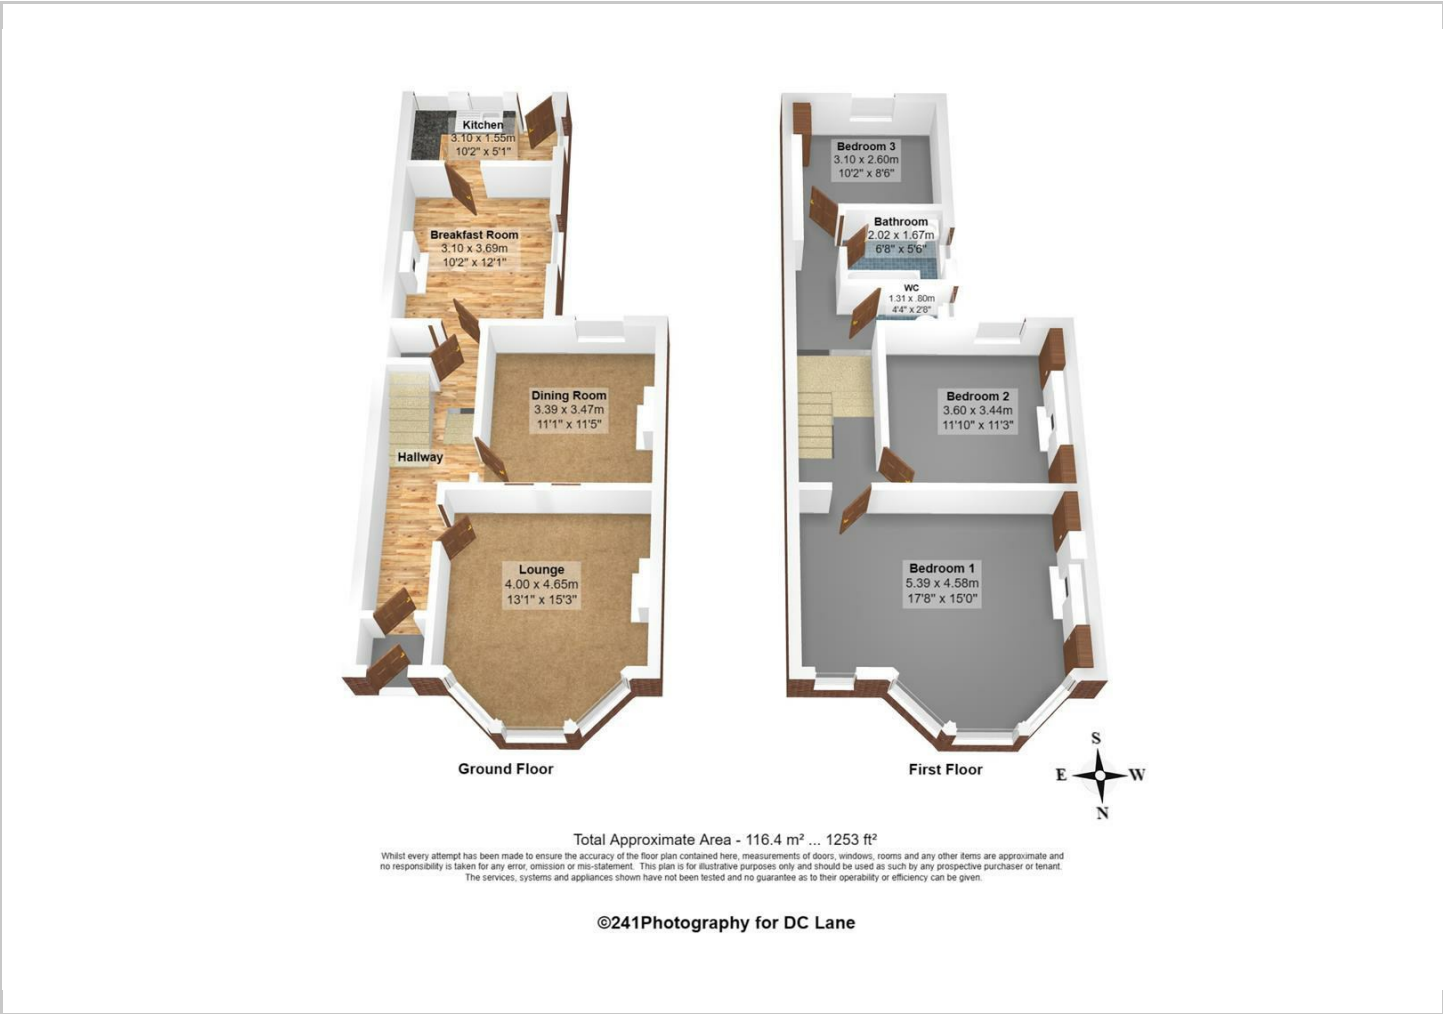 Kitchen
3.10 x 1.55m
10'2" x 5'1"
Breakfast Room
3.10 x 3.69m
10'2" x 12'1"
Dining Room
3.39 x 3.47m
11'1" x 11'5"
Hallway
Lounge
4.00 x 4.65m
13'1" x 15'3"
Ground Floor
Bedroom 3
3.10 x 2.60m
10'2" x 8'6"
Bathroom
2.02 x 1.67m
6'8" x 5'6"
WC
1.31 x .80m
4'4" x 2'8"
Bedroom 2
3.60 x 3.44m
11'10" x 11'3"
Bedroom 1
5.39 x 4.58m
17'8" x 15'0"
First Floor
S
E W
N
Total Approximate Area - 116.4 m² ... 1253 ft²
Whilst every attempt has been made to ensure the accuracy of the floor plan contained here, measurements of doors, windows, rooms and any other items are approximate and
no responsibility is taken for any error, omission or mis-statement. This plan is for illustrative purposes only and should be used as such by any prospective purchaser or tenant.
The services, systems and appliances shown have not been tested and no guarantee as to their operability or efficiency can be given.
©241Photography for DC Lane